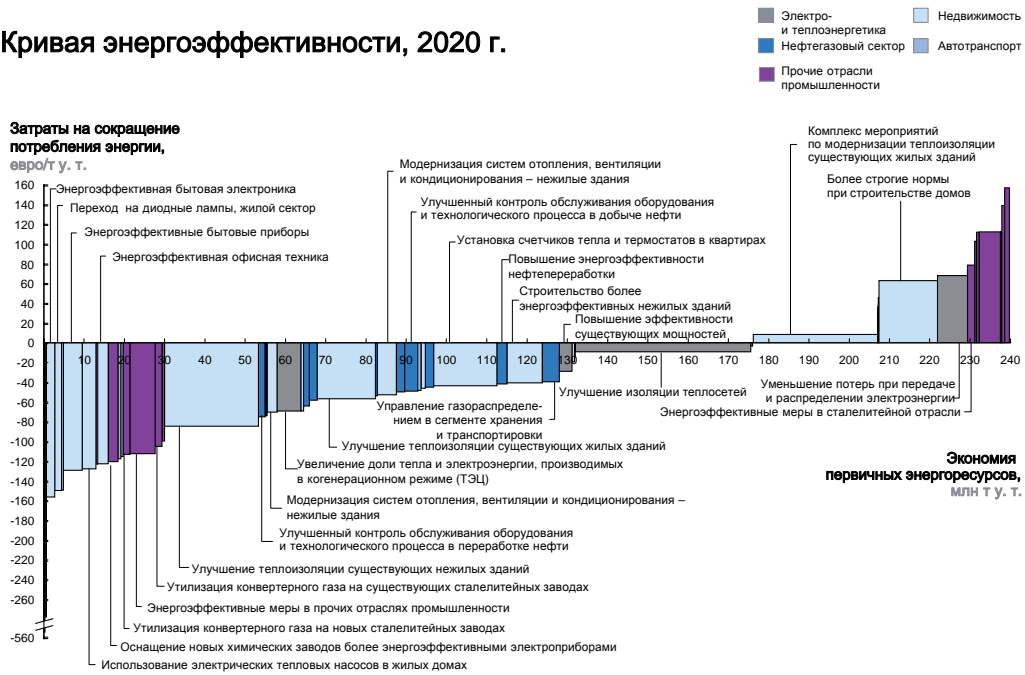 Кривая энергоэффективности, 2020 г.
Электро-
и теплоэнергетика
Нефтегазовый сектор
Прочие отрасли
промышленности
Недвижимость
Автотранспорт
Затраты на сокращение
потребления энергии,
евро/т у. т.
160
140
120
100
80
60
40
20
0
-20
-40
-60
-80
-100
-120
-140
-160
-180
-200
-220
-240
-260
-560
10 20 30 40 50 60 70 80 90 100 110 120 130 140 150 160 170 180 190 200 210 220 230 240
Энергоэффективная бытовая электроника
Переход на диодные лампы, жилой сектор
Энергоэффективные бытовые приборы
Энергоэффективная офисная техника
Модернизация систем отопления, вентиляции
и кондиционирования – нежилые здания
Улучшенный контроль обслуживания оборудования
и технологического процесса в добыче нефти
Установка счетчиков тепла и термостатов в квартирах
Повышение энергоэффективности
нефтепереработки
Строительство более
энергоэффективных нежилых зданий
Повышение эффективности
существующих мощностей
Комплекс мероприятий
по модернизации теплоизоляции
существующих жилых зданий
Более строгие нормы
при строительстве домов
Улучшение изоляции теплосетей
Уменьшение потерь при передаче
и распределении электроэнергии
Энергоэффективные меры в сталелитейной отрасли
Управление газораспределе-
нием в сегменте хранения
и транспортировки
Улучшение теплоизоляции существующих жилых зданий
Увеличение доли тепла и электроэнергии, производимых
в когенерационном режиме (ТЭЦ)
Модернизация систем отопления, вентиляции и кондиционирования –
нежилые здания
Улучшенный контроль обслуживания оборудования
и технологического процесса в переработке нефти
Улучшение теплоизоляции существующих нежилых зданий
Утилизация конвертерного газа на существующих сталелитейных заводах
Энергоэффективные меры в прочих отраслях промышленности
Утилизация конвертерного газа на новых сталелитейных заводах
Оснащение новых химических заводов более энергоэффективными электроприборами
Использование электрических тепловых насосов в жилых домах
Экономия
первичных энергоресурсов,
млн т у. т.